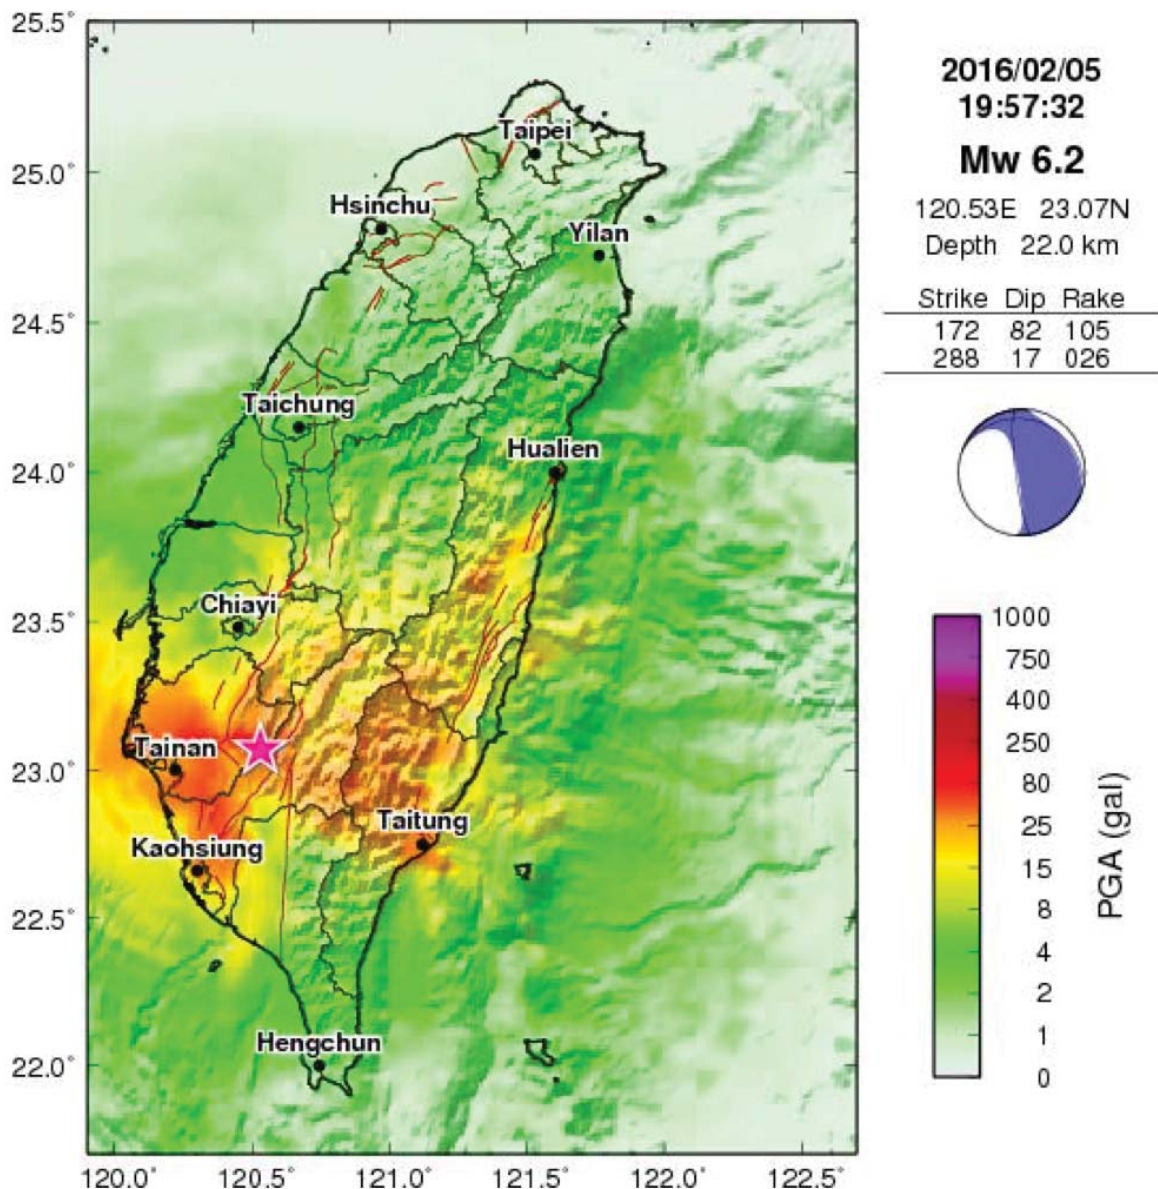 25.5°
25.0°
24.5°
24.0°
23.5°
23.0°
22.5°
22.0°
120.0°
120.5°
121.0°
121.5°
122.0°
122.5°
Taipei
Hsinchu
Yilan
Taichung
Hualien
Chiayi
Tainan
Taitung
Kaohsiung
Hengchun
2016/02/05
19:57:32
Mw 6.2
120.53E 23.07N
Depth 22.0 km
Strike Dip Rake
172 82 105
288 17 026
1000
750
400
250
80
25
15
8
4
2
1
0
PGA (gal)